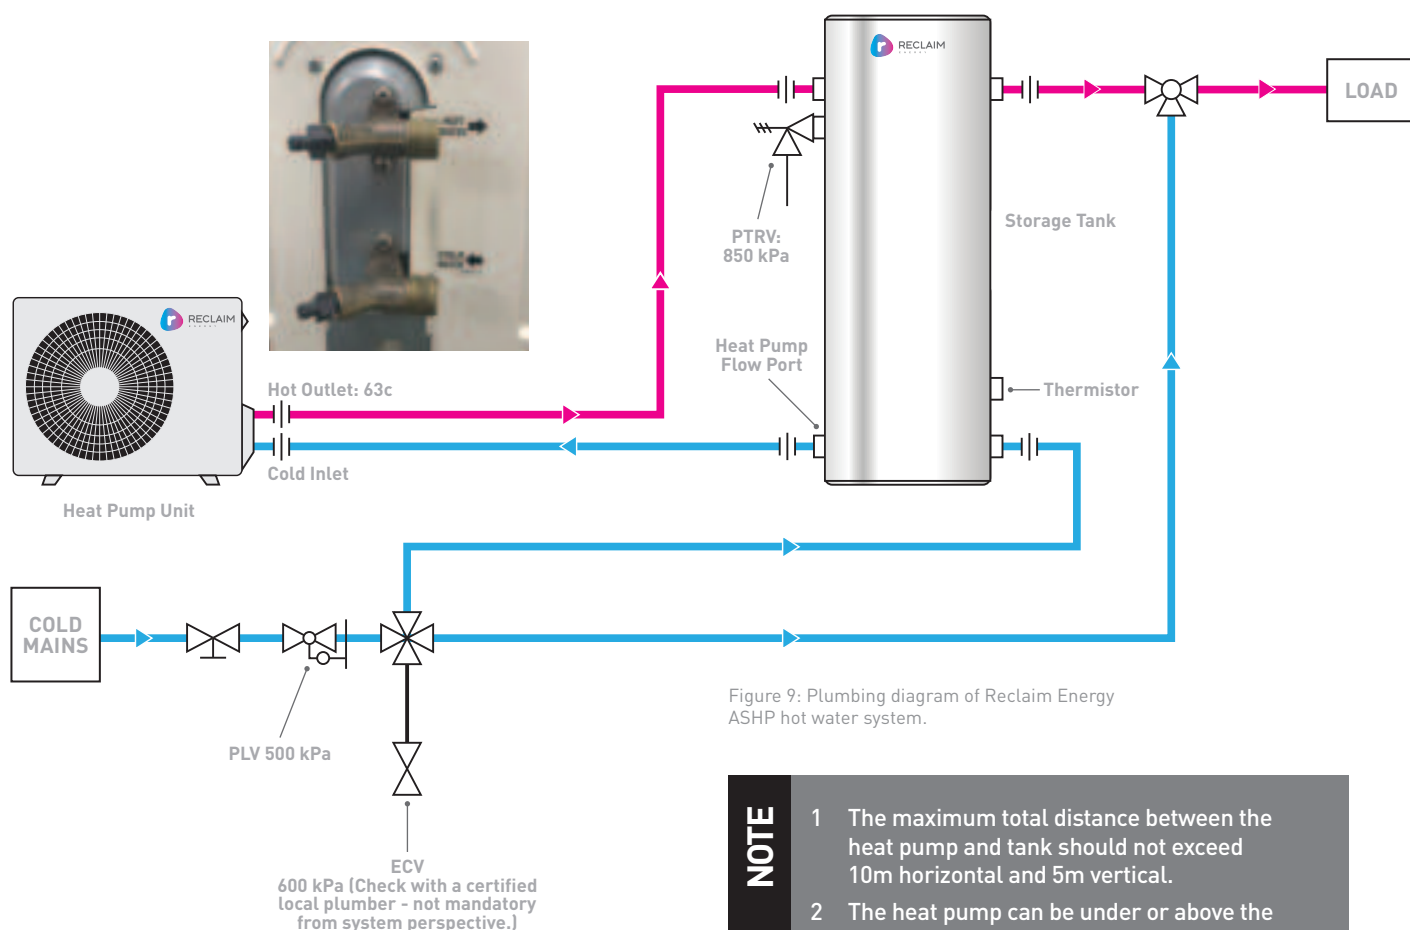 RECLAIM
ENERGY
LOAD
PTRV:
850 kPa
Storage Tank
Heat Pump
Flow Port
Thermistor
RECLAIM
ENERGY
Hot Outlet: 63c
Cold Inlet
Heat Pump Unit
COLD
MAINS
PLV 500 kPa
ECV
600 kPa (Check with a certified
local plumber - not mandatory
from system perspective.)
Figure 9: Plumbing diagram of Reclaim Energy
ASHP hot water system.
NOTE
1 The maximum total distance between the
heat pump and tank should not exceed
10m horizontal and 5m vertical.
2 The heat pump can be under or above the